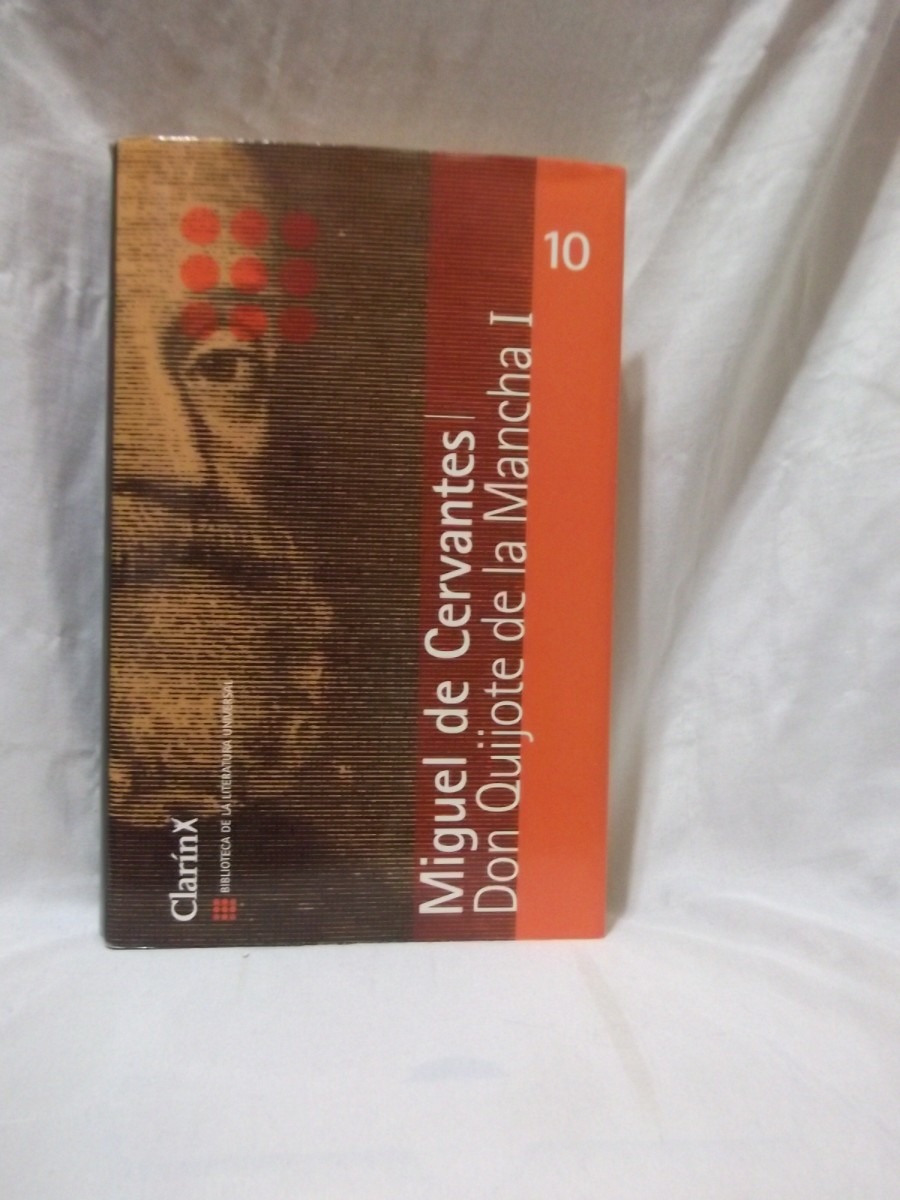 10
Miguel de Cervantes|
Don Quijote de la Mancha I
ClarínX
BIBLIOTECA DE LA LITERATURA UNIVERSAL